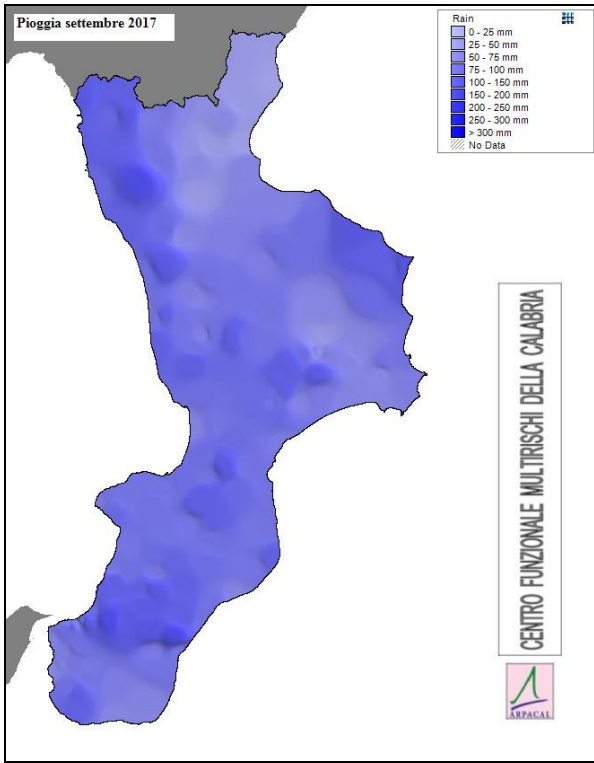 Pioggia settembre 2017
Rain
0 - 25 mm
25 - 50 mm
50 - 75 mm
75 - 100 mm
100 - 150 mm
150 - 200 mm
200 - 250 mm
250 - 300 mm
> 300 mm
No Data
CENTRO FUNZIONALE MULTIRISCHI DELLA CALABRIA
ARPACAL